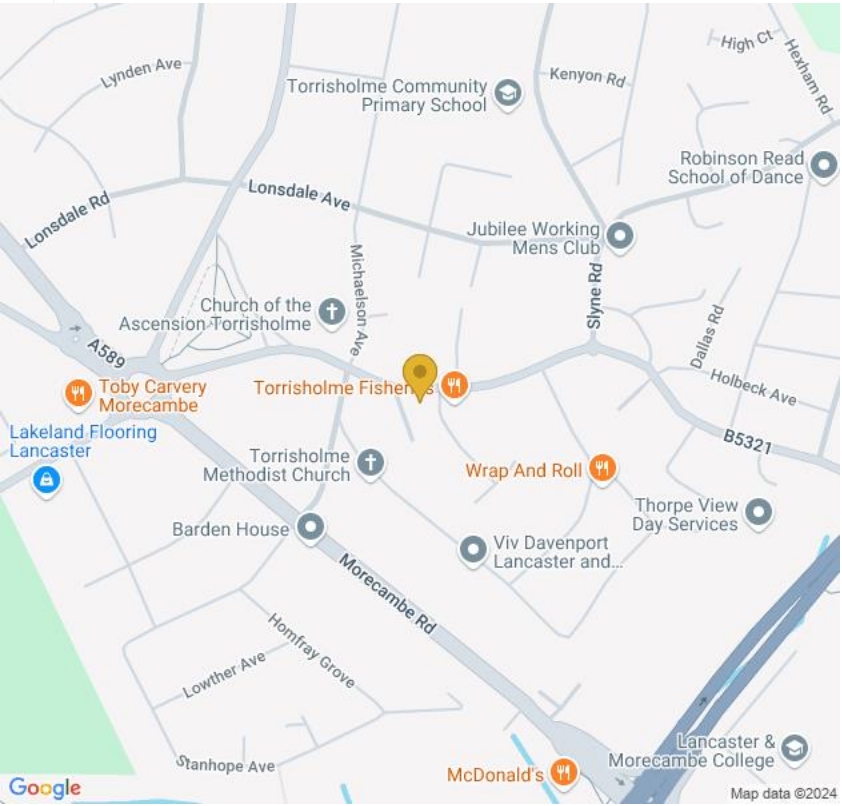 High Ct
Hexham Rd
Lynden Ave
Kenyon Rd
Torrisholme Community
Primary School
Robinson Read
School of Dance
Lonsdale Rd
Lonsdale Ave
Jubilee Working
Mens Club
Michaelson Ave
Slyne Rd
Church of the
Ascension Torrisholme
A589
Dallas Rd
Toby Carvery
Morecambe
Torrisholme Fisheries
Holbeck Ave
Lakeland Flooring
Lancaster
B5321
Torrisholme
Methodist Church
Wrap And Roll
Thorpe View
Day Services
Barden House
Viv Davenport
Lancaster and...
Morecambe Rd
Homfray Grove
Lowther Ave
Stanhope Ave
Lancaster &
Morecambe College
McDonald's
Google
Map data ©2024